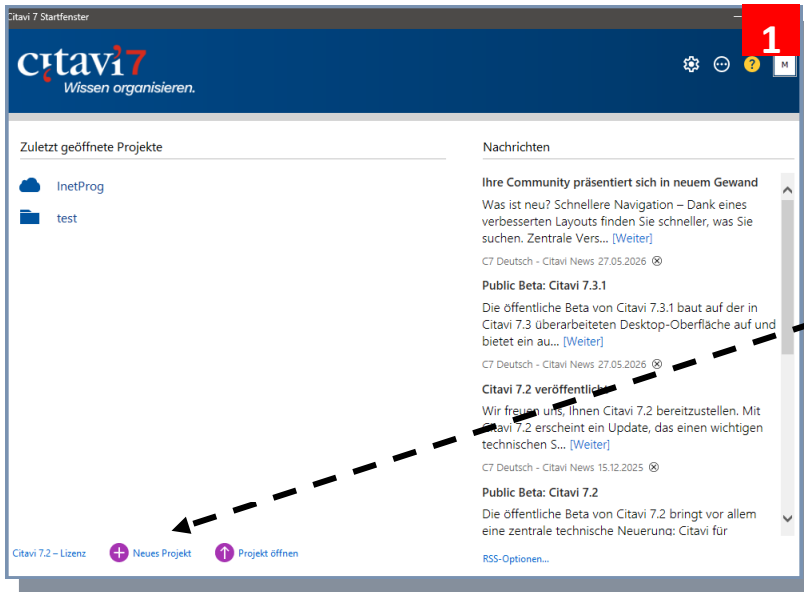 Citavi 7 Startfenster
1
citavi 7
Wissen organisieren.
?
M
Zuletzt geöffnete Projekte
InetProg
test
Nachrichten
Ihre Community präsentiert sich in neuem Gewand
Was ist neu? Schnellere Navigation – Dank eines
verbesserten Layouts finden Sie schneller, was Sie
suchen. Zentrale Vers... [Weiter]
C7 Deutsch - Citavi News 27.05.2026
Public Beta: Citavi 7.3.1
Die öffentliche Beta von Citavi 7.3.1 baut auf der in
Citavi 7.3 überarbeiteten Desktop-Oberfläche auf und
bietet ein au... [Weiter]
C7 Deutsch - Citavi News 27.05.2026
Citavi 7.2 veröffentlicht
Wir freuen uns, Ihnen Citavi 7.2 bereitzustellen. Mit
Citavi 7.2 erscheint ein Update, das einen wichtigen
technischen S... [Weiter]
C7 Deutsch - Citavi News 15.12.2025
Public Beta: Citavi 7.2
Die öffentliche Beta von Citavi 7.2 bringt vor allem
eine zentrale technische Neuerung: Citavi für
Citavi 7.2 – Lizenz
Neues Projekt
Projekt öffnen
RSS-Optionen...